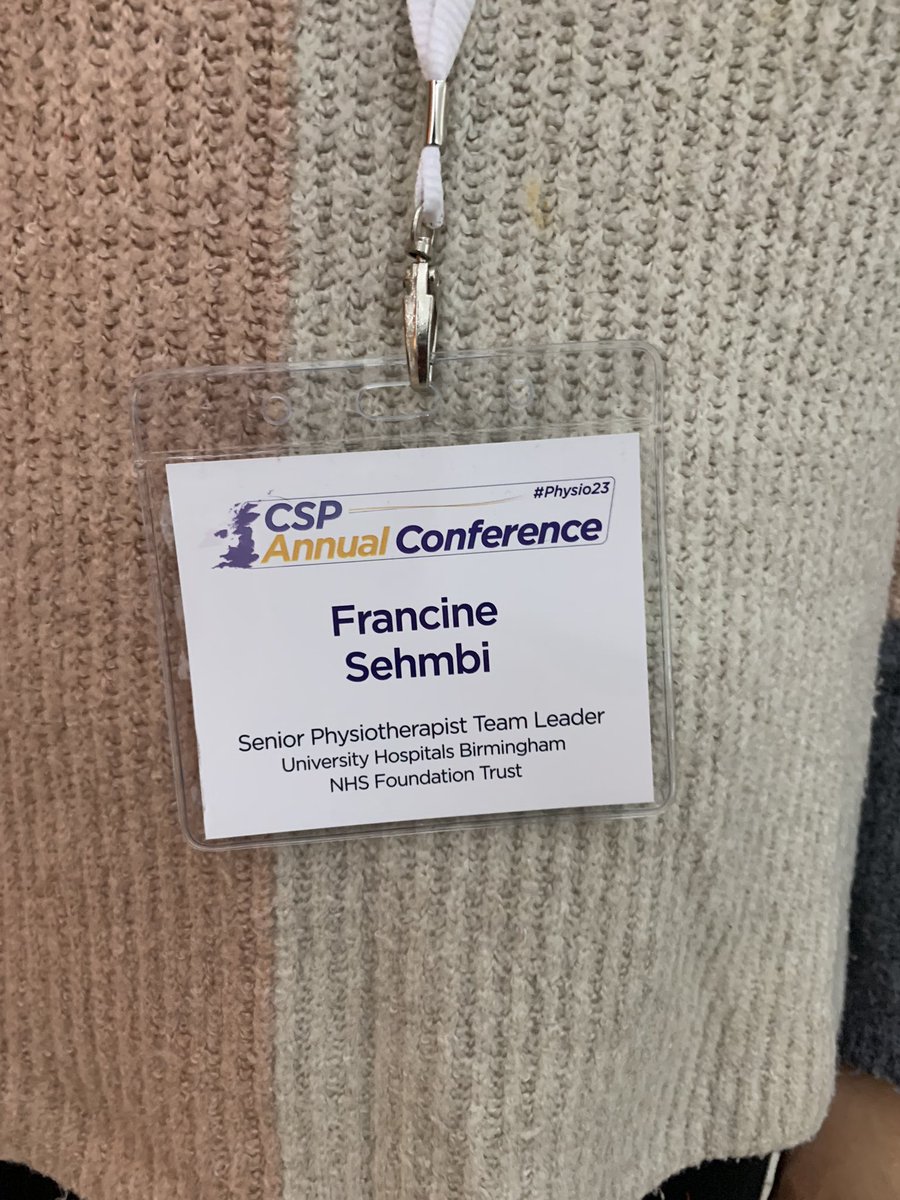 #Physio23
CSP
Annual Conference
Francine
Sehmbi
Senior Physiotherapist Team Leader
University Hospitals Birmingham
NHS Foundation Trust